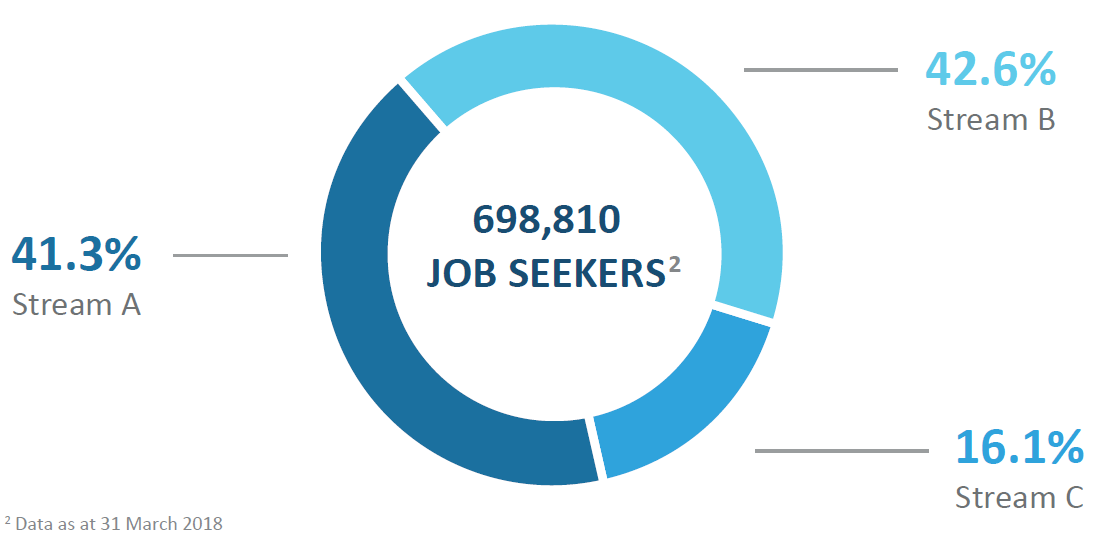 42.6%
Stream B
698,810
JOB SEEKERS²
41.3%
Stream A
16.1%
Stream C
² Data as at 31 March 2018